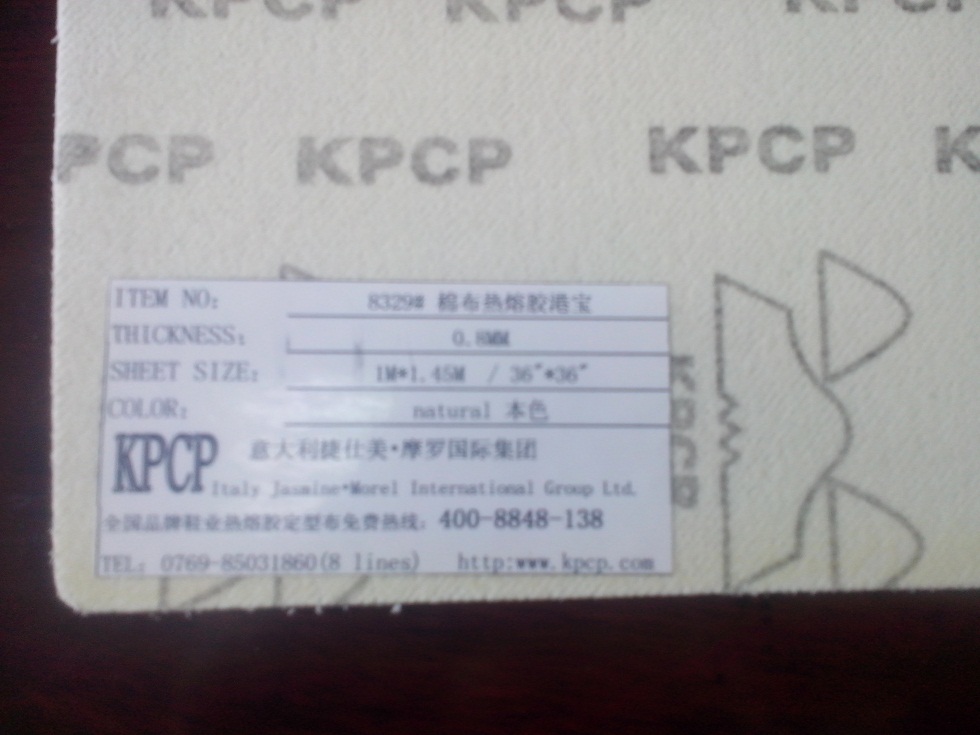 KPCP KPCP KPCP
PCP KPCP KPCP K
ITEM NO: 8329# 棉布热熔胶港宝
THICKNESS: 0.8MM
SHEET SIZE: 1M*1.45M / 36"*36"
COLOR: natural 本色
KPCP 意大利捷仕美·摩罗国际集团
Italy Jasmine·Morel International Group Ltd.
全国品牌鞋业热熔胶定型布免费热线: 400-8848-138
TEL: 0769-85031860(8 lines) http:www.kpcp.com
KPCP